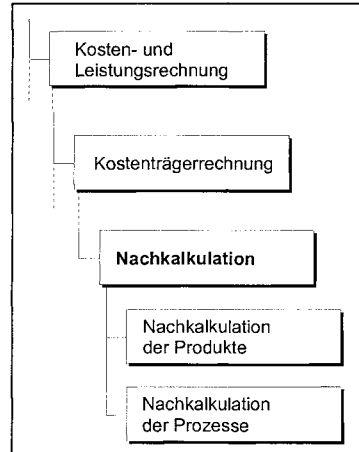 Kosten- und
Leistungsrechnung
Kostenträgerrechnung
Nachkalkulation
Nachkalkulation
der Produkte
Nachkalkulation
der Prozesse